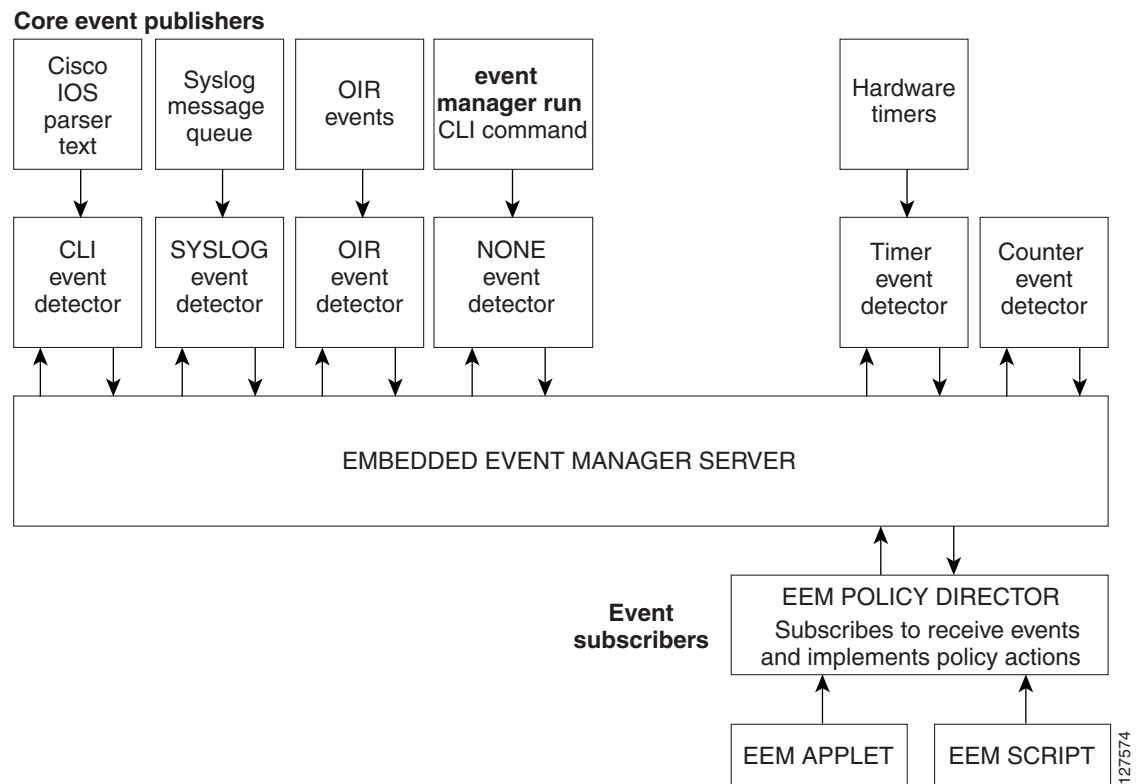 Core event publishers
Cisco
IOS
parser
text
Syslog
message
queue
OIR
events
event
manager run
CLI command
Hardware
timers
CLI
event
detector
SYSLOG
event
detector
OIR
event
detector
NONE
event
detector
Timer
event
detector
Counter
event
detector
EMBEDDED EVENT MANAGER SERVER
Event
subscribers
EEM POLICY DIRECTOR
Subscribes to receive events
and implements policy actions
EEM APPLET
EEM SCRIPT
127574